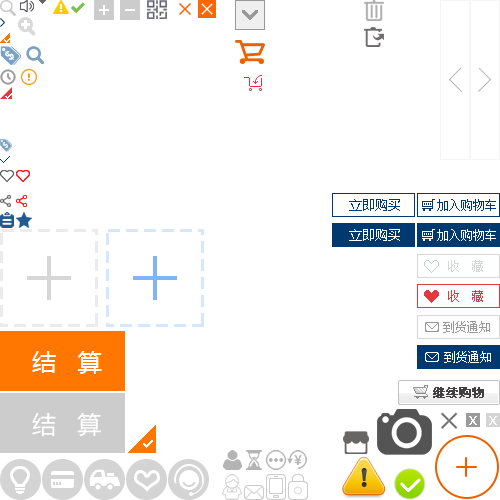 立即购买 加入购物车
立即购买 加入购物车
收 藏
收 藏
到货通知
到货通知
结 算
继续购物
结 算